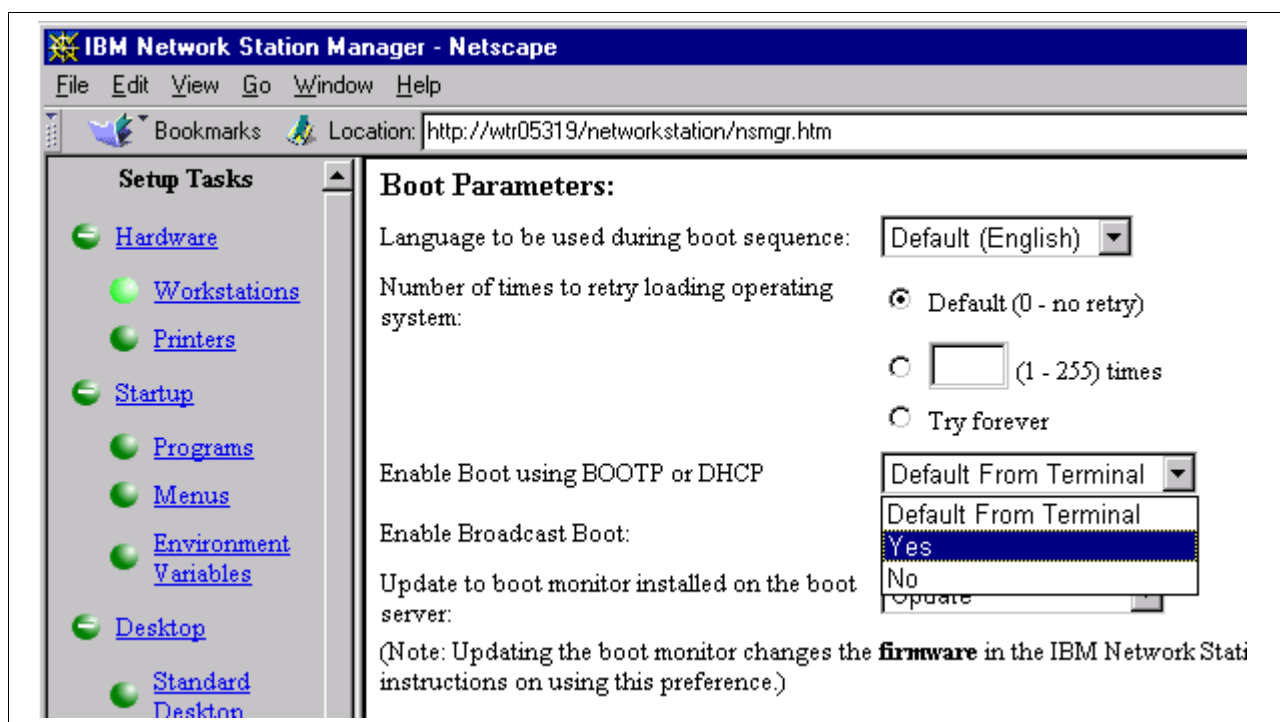 IBM Network Station Manager - Netscape
File Edit View Go Window Help
Bookmarks Location: http://wtr05319/networkstation/nsmgr.htm
Setup Tasks
Hardware
Workstations
Printers
Startup
Programs
Menus
Environment
Variables
Desktop
Standard
Desktop
Boot Parameters:
Language to be used during boot sequence: Default (English)
Number of times to retry loading operating
system:
Default (0 - no retry)
(1 - 255) times
Try forever
Enable Boot using BOOTP or DHCP Default From Terminal
Default From Terminal
Enable Broadcast Boot:
Yes
No
Update to boot monitor installed on the boot
server:
Update
(Note: Updating the boot monitor changes the firmware in the IBM Network Stati
instructions on using this preference.)